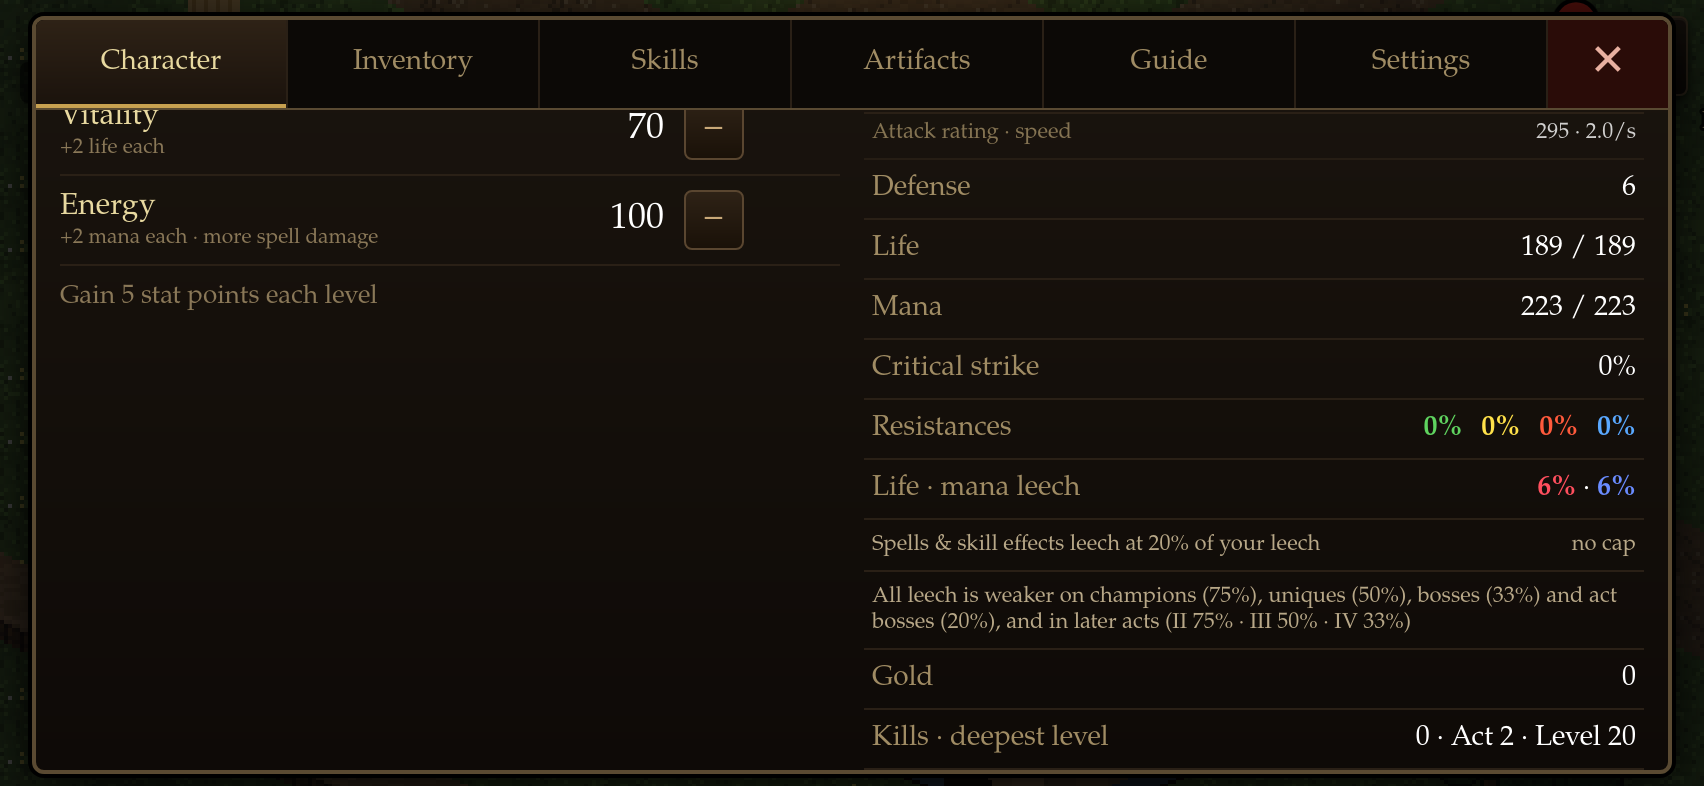 Character Inventory Skills Artifacts Guide Settings ✕
Vitality 70 –
+2 life each
Energy 100 –
+2 mana each · more spell damage
Gain 5 stat points each level
Attack rating · speed 295 · 2.0/s
Defense 6
Life 189 / 189
Mana 223 / 223
Critical strike 0%
Resistances 0% 0% 0% 0%
Life · mana leech 6% · 6%
Spells & skill effects leech at 20% of your leech no cap
All leech is weaker on champions (75%), uniques (50%), bosses (33%) and act
bosses (20%), and in later acts (II 75% · III 50% · IV 33%)
Gold 0
Kills · deepest level 0 · Act 2 · Level 20